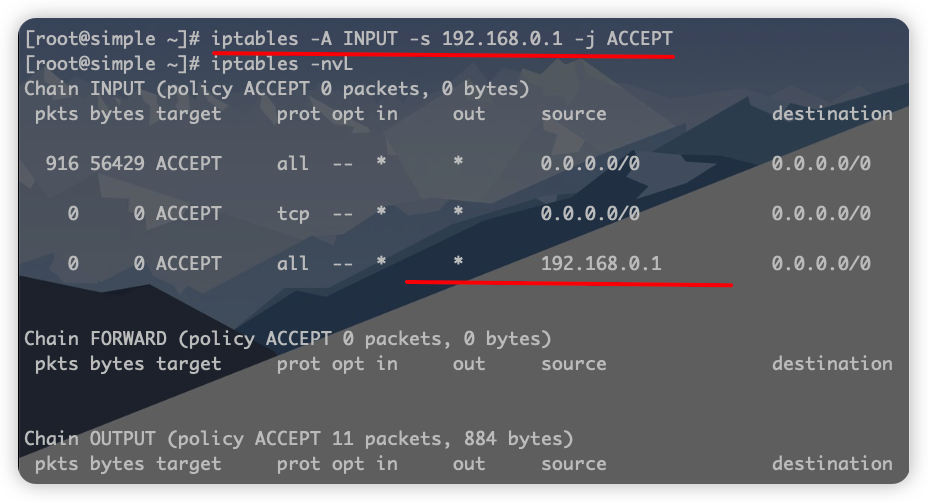 [root@simple ~]# iptables -A INPUT -s 192.168.0.1 -j ACCEPT
[root@simple ~]# iptables -nvL
Chain INPUT (policy ACCEPT 0 packets, 0 bytes)
pkts bytes target prot opt in out source destination
916 56429 ACCEPT all -- * * 0.0.0.0/0 0.0.0.0/0
0 0 ACCEPT tcp -- * * 0.0.0.0/0 0.0.0.0/0
0 0 ACCEPT all -- * * 192.168.0.1 0.0.0.0/0
Chain FORWARD (policy ACCEPT 0 packets, 0 bytes)
pkts bytes target prot opt in out source destination
Chain OUTPUT (policy ACCEPT 11 packets, 884 bytes)
pkts bytes target prot opt in out source destination